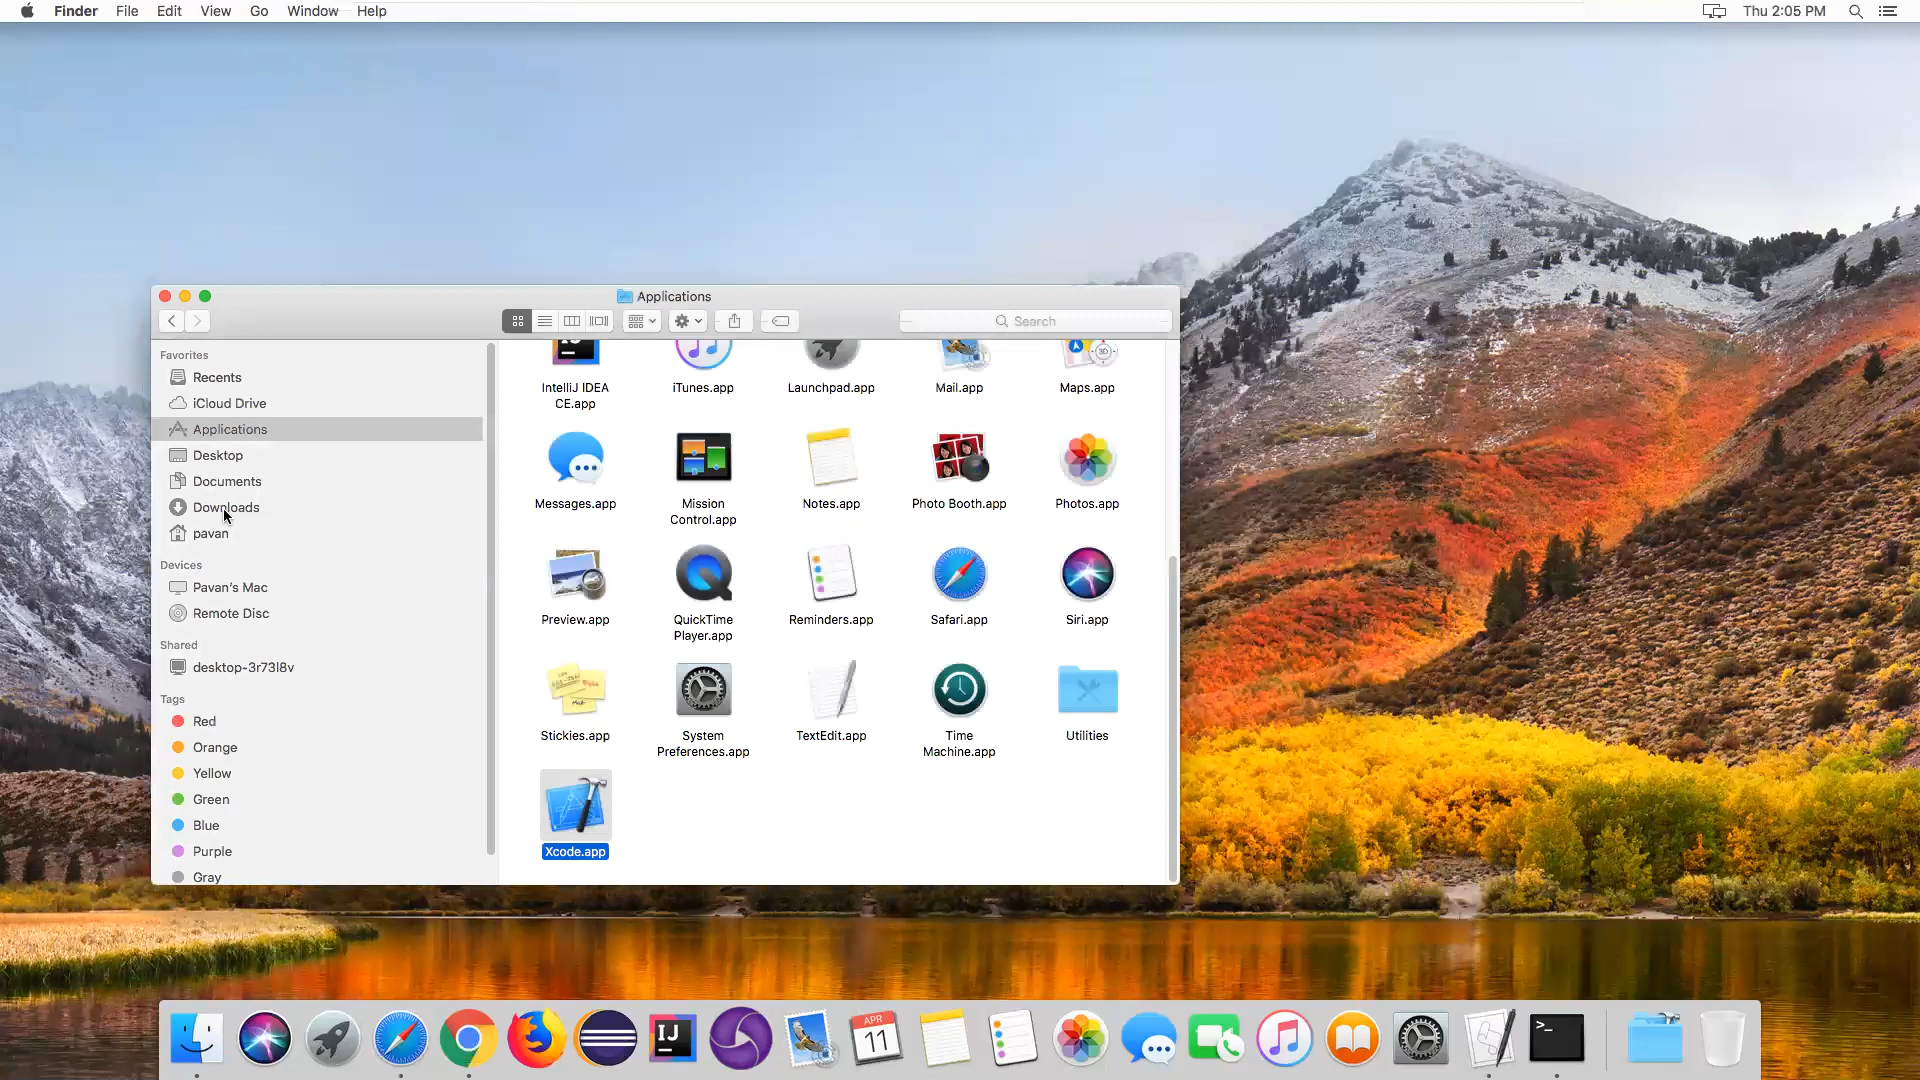 Finder File Edit View Go Window Help
Thu 2:05 PM
Applications
Search
Favorites
Recents
iCloud Drive
Applications
Desktop
Documents
Downloads
pavan
Devices
Pavan's Mac
Remote Disc
Shared
desktop-3r73l8v
Tags
Red
Orange
Yellow
Green
Blue
Purple
Gray
IntelliJ IDEA
CE.app
iTunes.app
Launchpad.app
Mail.app
3D
Maps.app
Messages.app
Mission
Control.app
Notes.app
Photo Booth.app
Photos.app
Preview.app
QuickTime
Player.app
Reminders.app
Safari.app
Siri.app
Stickies.app
System
Preferences.app
TextEdit.app
Time
Machine.app
Utilities
Xcode.app
IJ
APR
11
>_